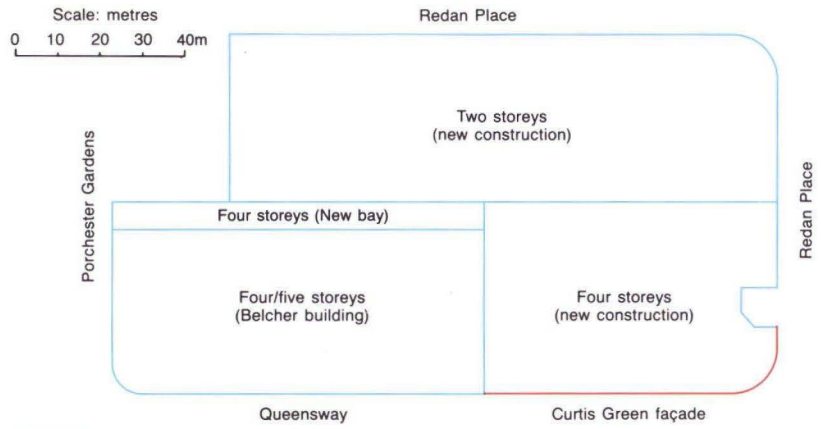 Scale: metres
0 10 20 30 40m
Redan Place
Two storeys
(new construction)
Porchester Gardens
Redan Place
Four storeys (New bay)
Four/five storeys
(Belcher building)
Four storeys
(new construction)
Queensway
Curtis Green façade